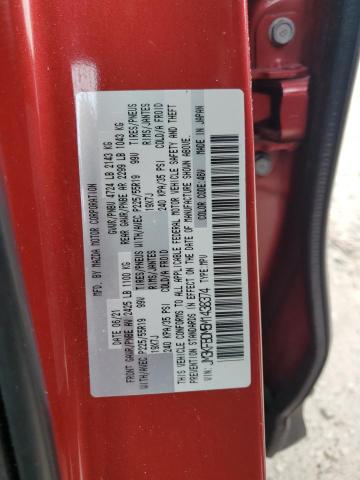 MFD. BY MAZDA MOTOR CORPORATION
DATE: 06/21 GVWR/PNBV 4724 LB 2143 KG
FRONT GAWR/PNBE AV 2425 LB 1100 KG REAR GAWR/PNBE AR 2299 LB 1043 KG
WITH/AVEC P225/55R19 99V TIRES/PNEUS WITH/AVEC P225/55R19 99V TIRES/PNEUS
19X7J RIMS/JANTES 19X7J RIMS/JANTES
240 KPA/35 PSI COLD/A FROID 240 KPA/35 PSI COLD/A FROID
THIS VEHICLE CONFORMS TO ALL APPLICABLE FEDERAL MOTOR VEHICLE SAFETY AND THEFT
PREVENTION STANDARDS IN EFFECT ON THE DATE OF MANUFACTURE SHOWN ABOVE.
COLOR CODE 46V MADE IN JAPAN
VIN: TYPE: MPV